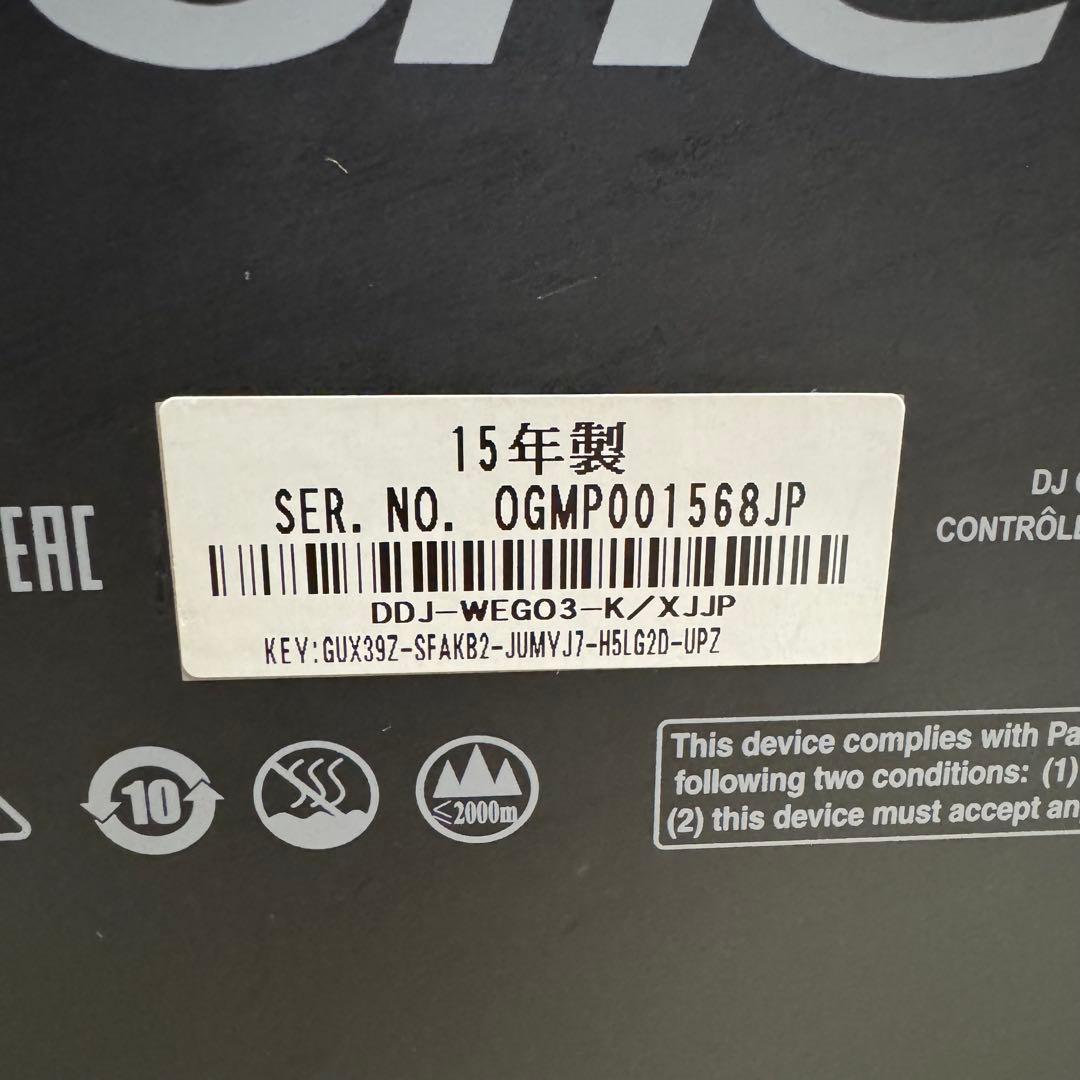 15年製
SER. NO. OGMP001568JP
EAC
DJ
CONTRÔLE
DDJ-WEGO3-K/XJJP
KEY:GUX39Z-SFAKB2-JUMYJ7-H5LG2D-UPZ
10
≤2000m
This device complies with Pa
following two conditions: (1)
(2) this device must accept an